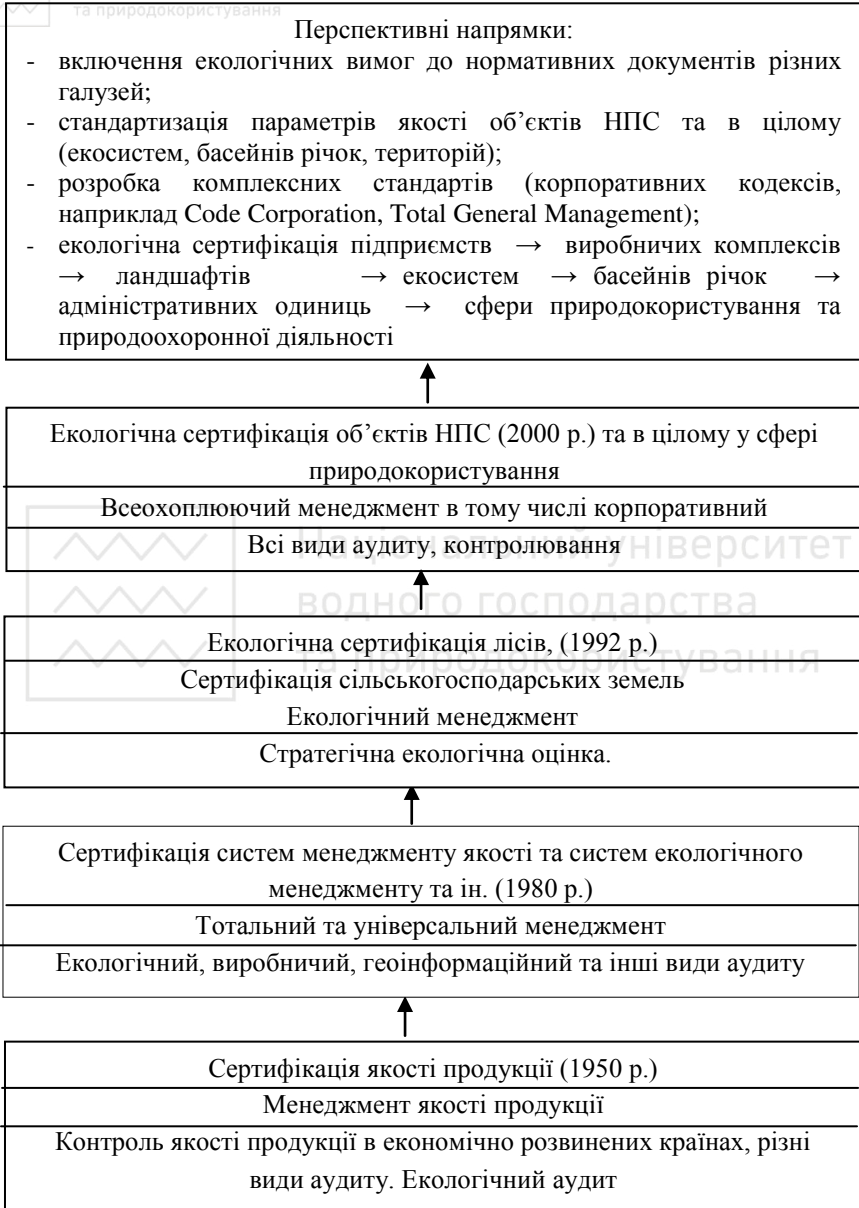 та природокористування
Перспективні напрямки:
- включення екологічних вимог до нормативних документів різних
галузей;
- стандартизація параметрів якості об’єктів НПС та в цілому
(екосистем, басейнів річок, територій);
- розробка комплексних стандартів (корпоративних кодексів,
наприклад Code Corporation, Total General Management);
- екологічна сертифікація підприємств → виробничих комплексів
→ ландшафтів → екосистем → басейнів річок →
адміністративних одиниць → сфери природокористування та
природоохоронної діяльності
Екологічна сертифікація об’єктів НПС (2000 р.) та в цілому у сфері
природокористування
Всеохоплюючий менеджмент в тому числі корпоративний
Всі види аудиту, контролювання
Національний університет
водного господарства
та природокористування
Екологічна сертифікація лісів, (1992 р.)
Сертифікація сільськогосподарських земель
Екологічний менеджмент
Стратегічна екологічна оцінка.
Сертифікація систем менеджменту якості та систем екологічного
менеджменту та ін. (1980 р.)
Тотальний та універсальний менеджмент
Екологічний, виробничий, геоінформаційний та інші види аудиту
Сертифікація якості продукції (1950 р.)
Менеджмент якості продукції
Контроль якості продукції в економічно розвинених країнах, різні
види аудиту. Екологічний аудит